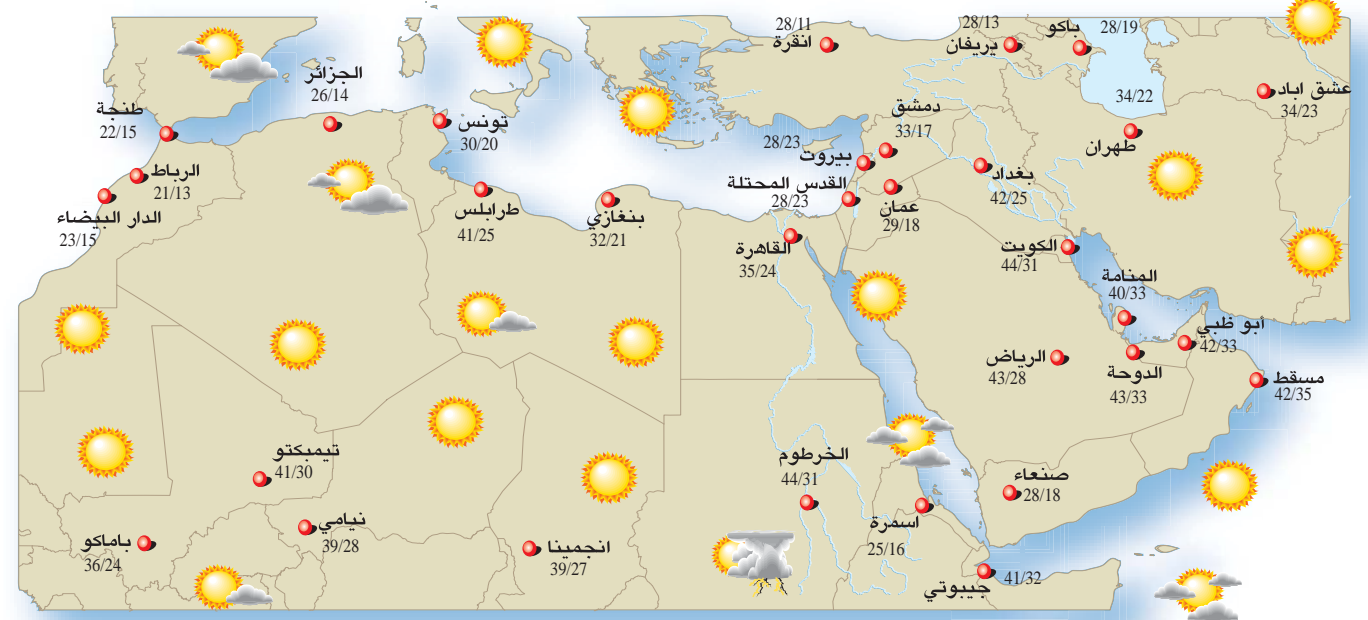 28/11
انقرة
28/13
يريفان
باكو
28/19
عشق اباد
34/23
34/22
طهران
الجزائر
26/14
طنجة
22/15
تونس
30/20
دمشق
33/17
28/23
بيروت
الرباط
21/13
الدار البيضاء
23/15
طرابلس
41/25
بنغازي
32/21
القدس المحتلة
28/23
عمان
29/18
بغداد
42/25
القاهرة
35/24
الكويت
44/31
المنامة
40/33
أبو ظبي
42/33
الرياض
43/28
الدوحة
43/33
مسقط
42/35
تيمبكتو
41/30
الخرطوم
44/31
صنعاء
28/18
اسمرة
25/16
نيامي
39/28
باماكو
36/24
انجمينا
39/27
جيبوتي
41/32